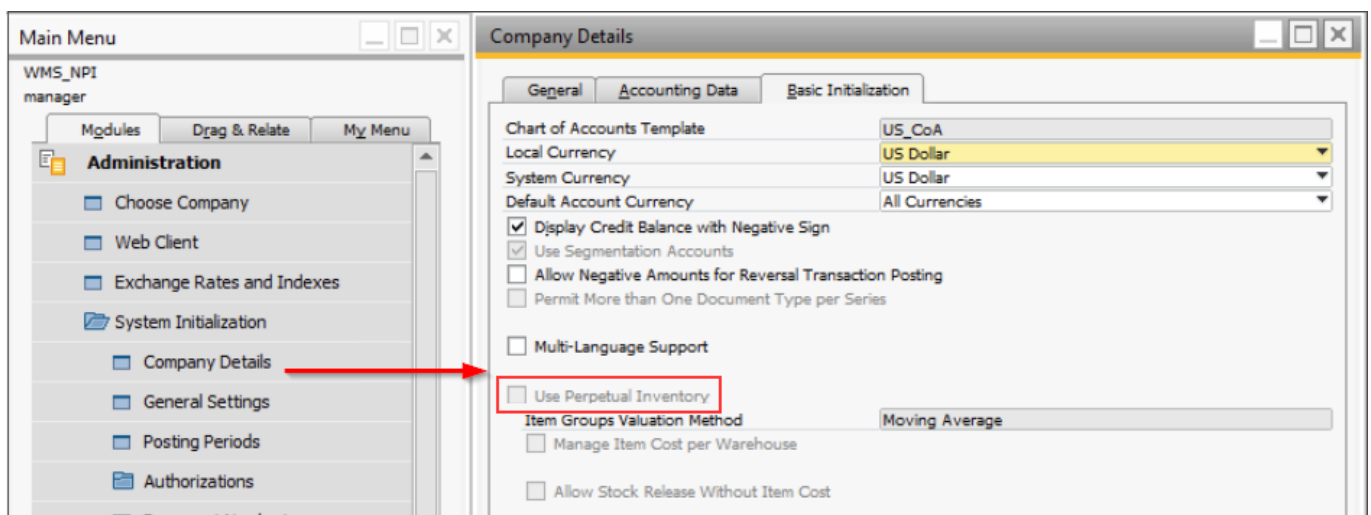 Main Menu
WMS_NPI
manager
Modules Drag & Relate My Menu
Administration
Choose Company
Web Client
Exchange Rates and Indexes
System Initialization
Company Details
General Settings
Posting Periods
Authorizations
Company Details
General Accounting Data Basic Initialization
Chart of Accounts Template US_CoA
Local Currency US Dollar
System Currency US Dollar
Default Account Currency All Currencies
Display Credit Balance with Negative Sign
Use Segmentation Accounts
Allow Negative Amounts for Reversal Transaction Posting
Permit More than One Document Type per Series
Multi-Language Support
Use Perpetual Inventory
Item Groups Valuation Method Moving Average
Manage Item Cost per Warehouse
Allow Stock Release Without Item Cost